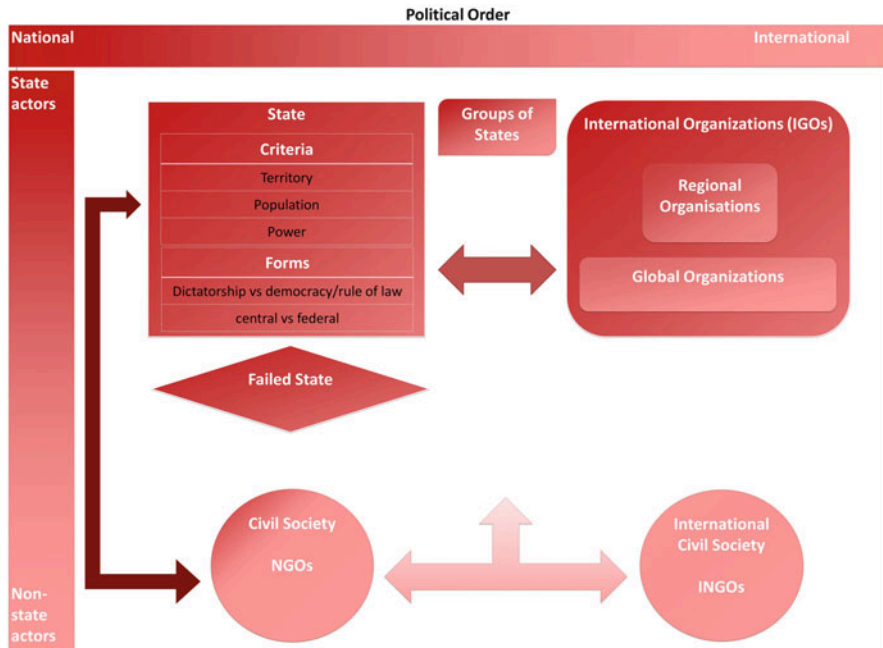 Political Order
National
International
State
actors
State
Criteria
Territory
Population
Power
Forms
Dictatorship vs democracy/rule of law
central vs federal
Groups of
States
International Organizations (IGOs)
Regional
Organisations
Global Organizations
Failed State
Civil Society
NGOs
International
Civil Society
INGOs
Non-
state
actors